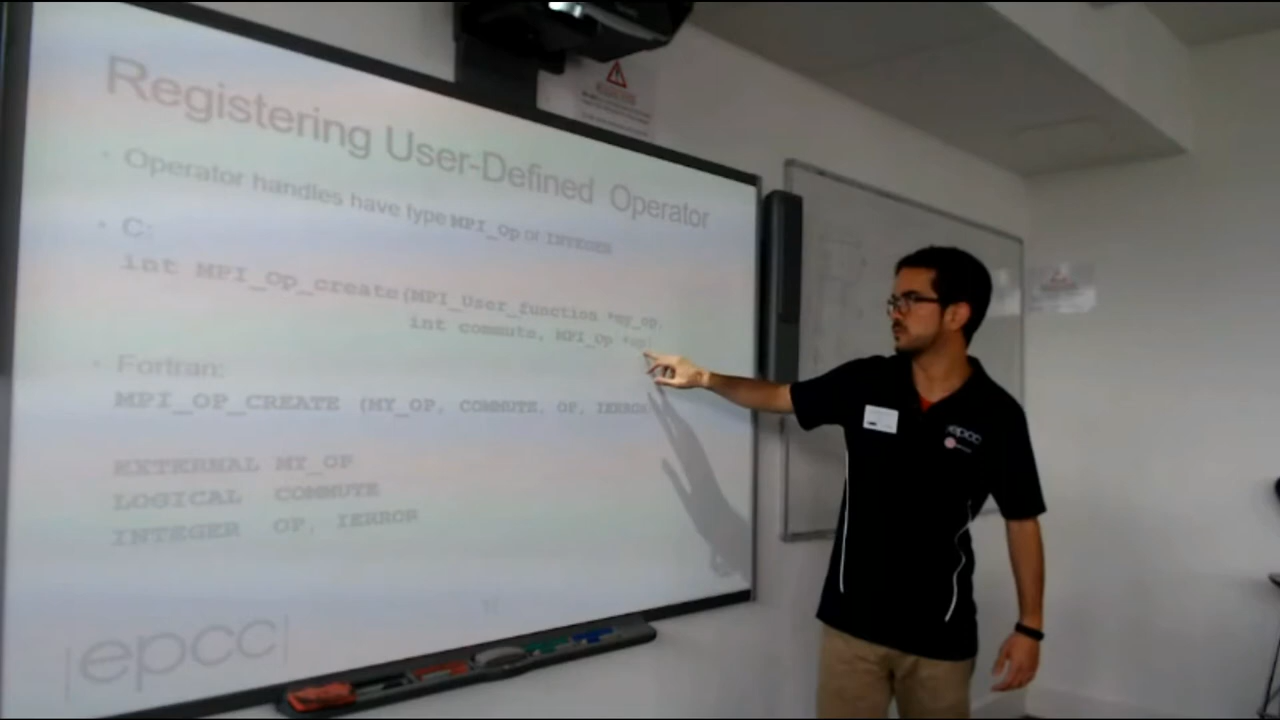 Registering User-Defined Operator
• Operator handles have type MPI_Op or INTEGER
• C:
int MPI_Op_create(MPI_User_function *my_op,
int commute, MPI_Op *op)
• Fortran:
MPI_OP_CREATE (MY_OP, COMMUTE, OP, IERROR)
EXTERNAL MY_OP
LOGICAL COMMUTE
INTEGER OP, IERROR
|epcc|
epcc